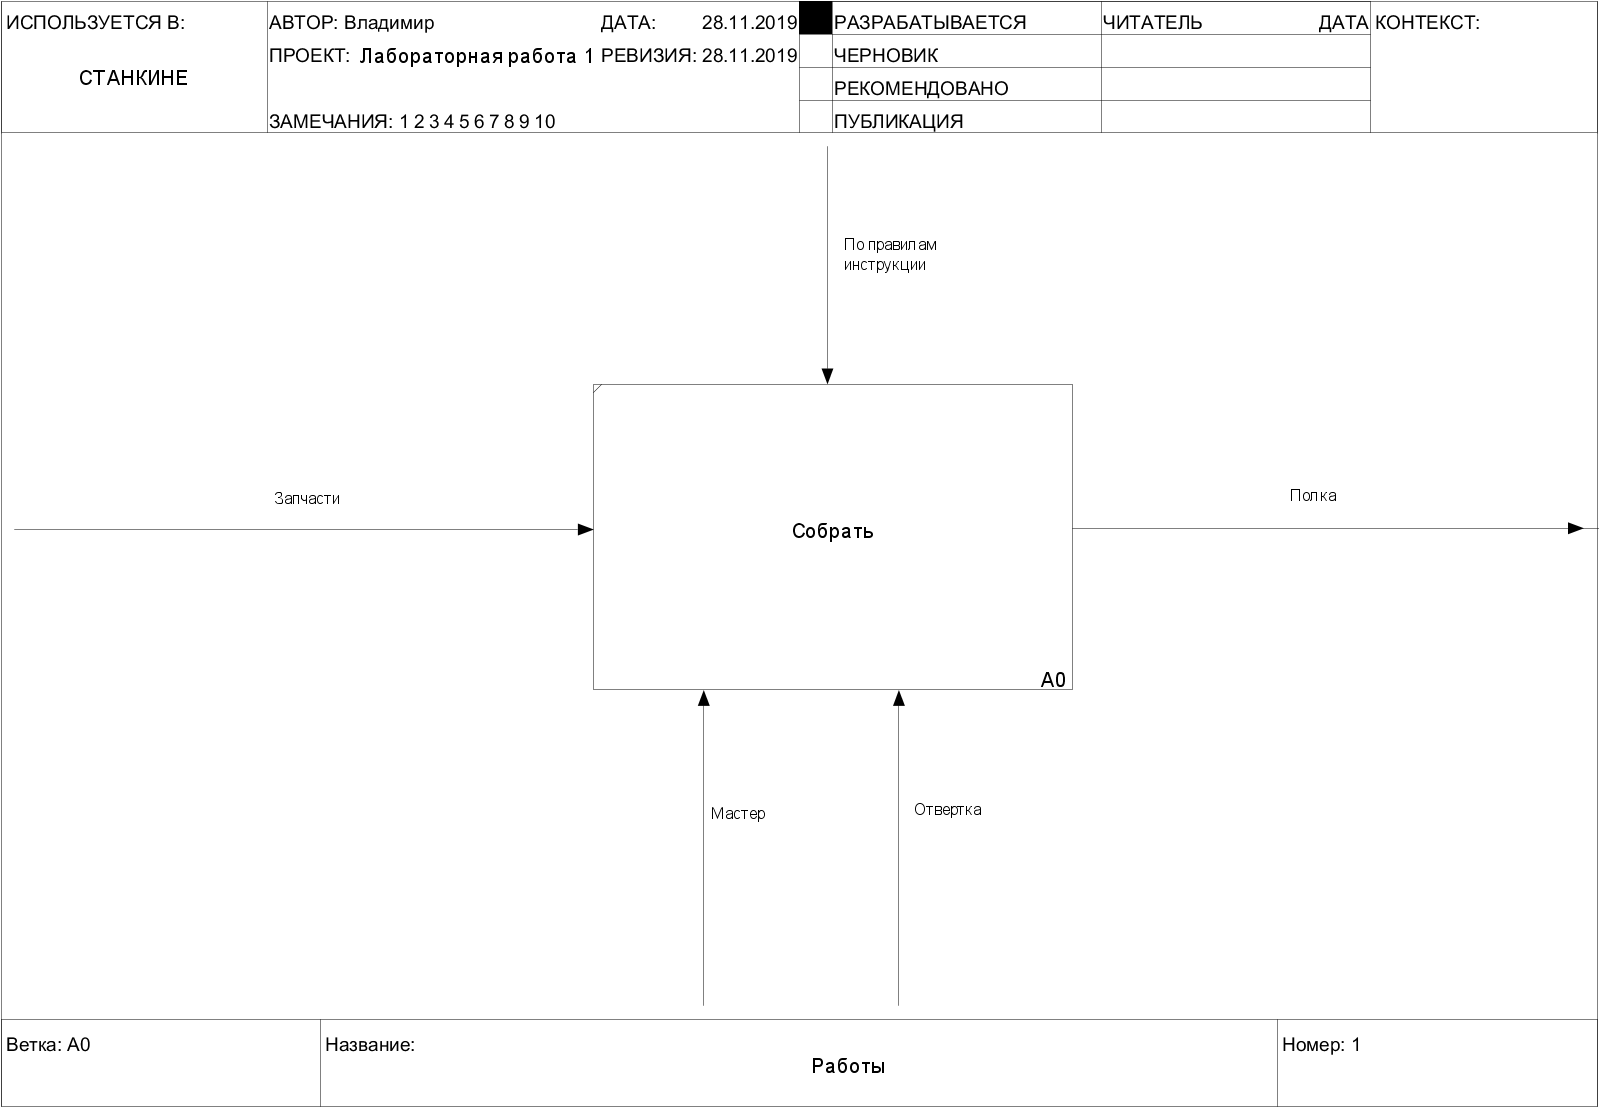 ИСПОЛЬЗУЕТСЯ В:
СТАНКИНЕ
АВТОР: Владимир
ДАТА: 28.11.2019
ПРОЕКТ: Лабораторная работа 1
РЕВИЗИЯ: 28.11.2019
ЗАМЕЧАНИЯ: 1 2 3 4 5 6 7 8 9 10
РАЗРАБАТЫВАЕТСЯ
ЧЕРНОВИК
РЕКОМЕНДОВАНО
ПУБЛИКАЦИЯ
ЧИТАТЕЛЬ ДАТА
КОНТЕКСТ:
По правилам
инструкции
Запчасти
Собрать
Полка
A0
Мастер
Отвертка
Ветка: A0
Название:
Работы
Номер: 1